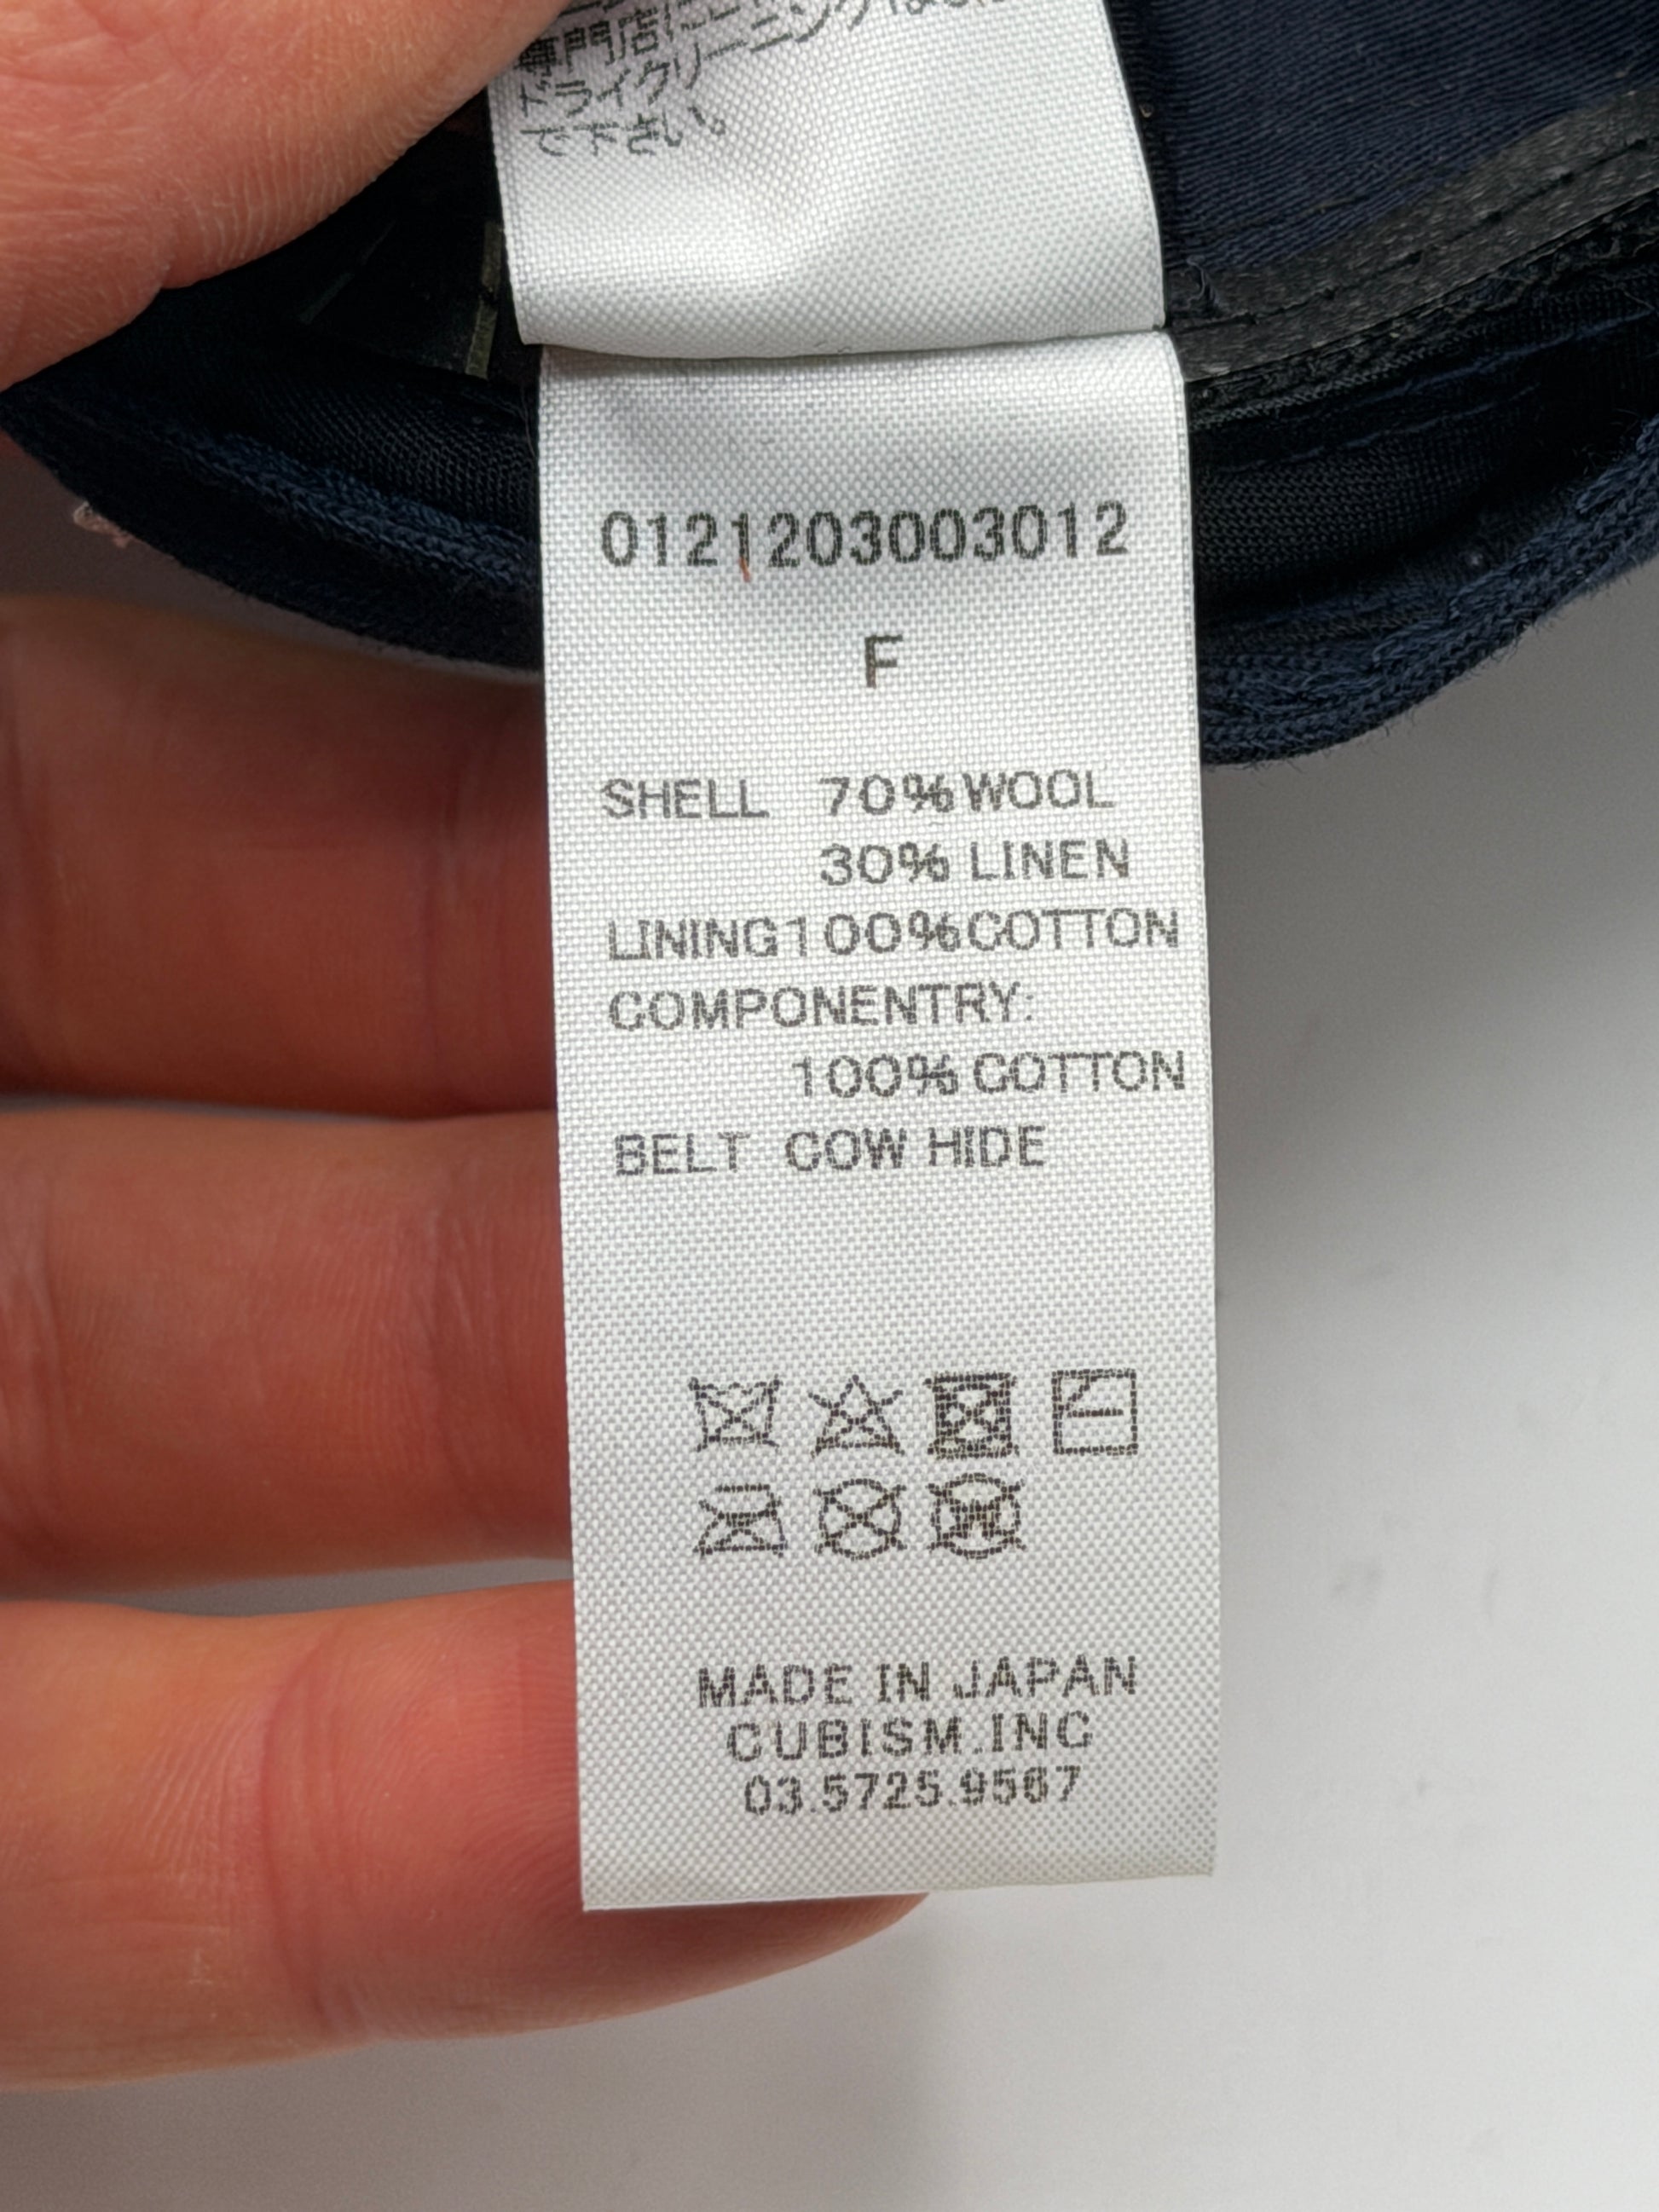 専門店に
ドライクリーニングは
で下さい。
0121203003012
F
SHELL 70%WOOL
30% LINEN
LINING100%COTTON
COMPONENTRY:
100%COTTON
BELT COW HIDE
MADE IN JAPAN
CUBISM.INC
03.5725.9567